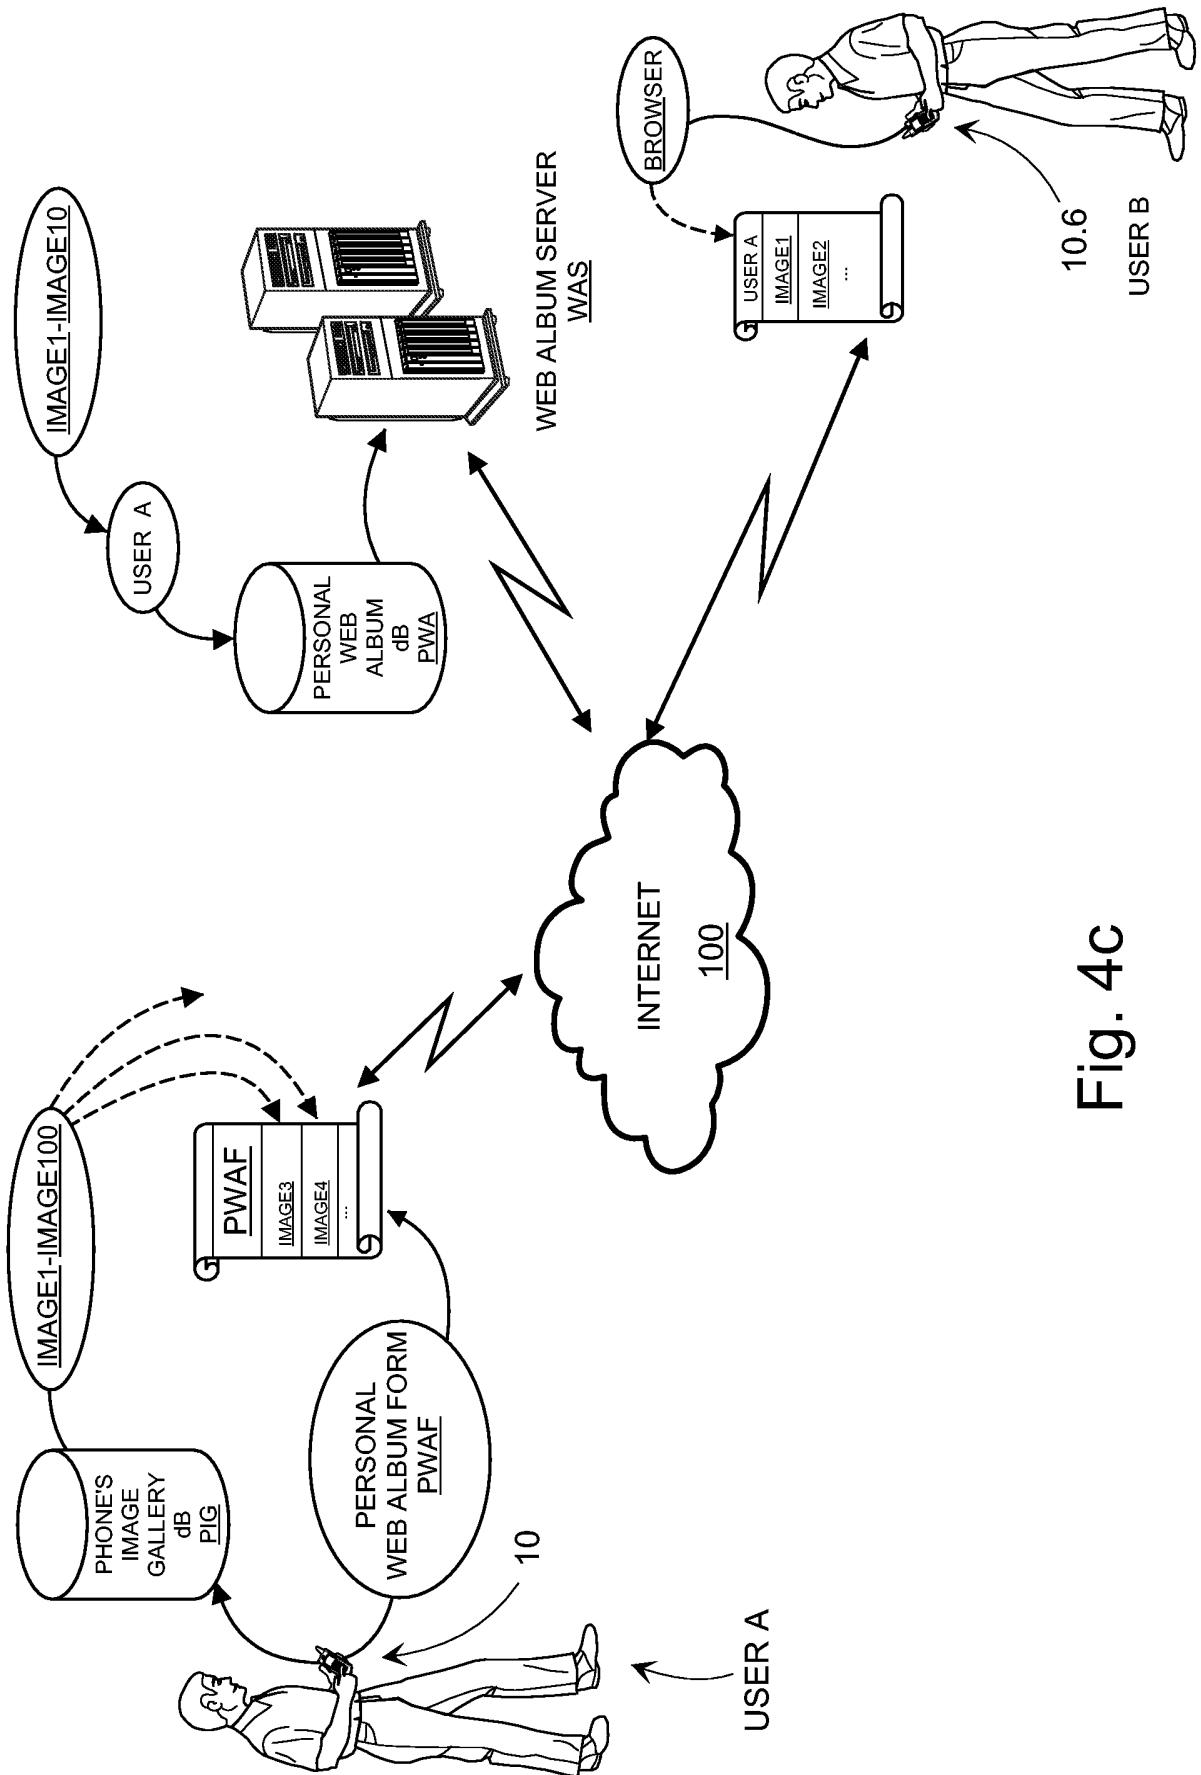 IMAGE1-IMAGE100
PHONE'S
IMAGE
GALLERY
dB
PIG
PWAF
IMAGE3
IMAGE4
...
PERSONAL
WEB ALBUM FORM
PWAF
10
USER A
INTERNET
100
IMAGE1-IMAGE10
USER A
PERSONAL
WEB
ALBUM
dB
PWA
WEB ALBUM SERVER
WAS
BROWSER
USER A
IMAGE1
IMAGE2
...
10.6
USER B
Fig. 4c